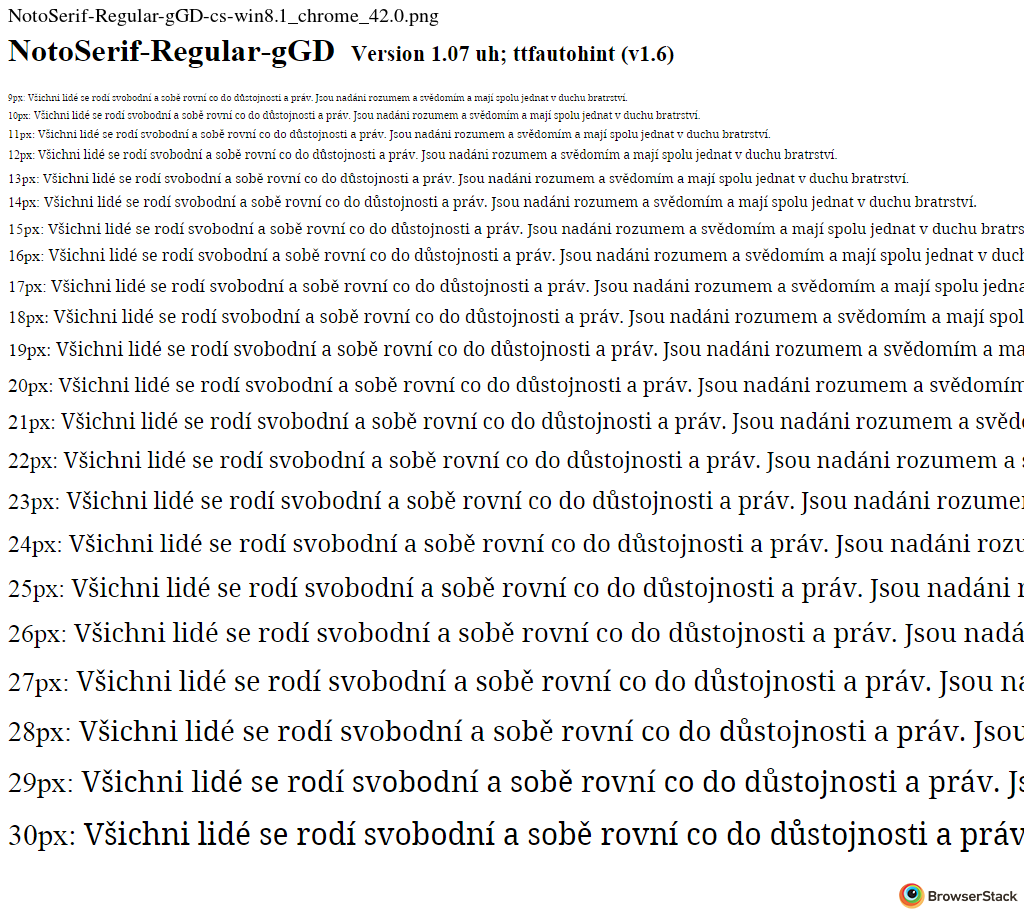 NotoSerif-Regular-gGD-cs-win8.1_chrome_42.0.png
NotoSerif-Regular-gGD Version 1.07 uh; ttfautohint (v1.6)
9px: Všichni lidé se rodí svobodní a sobě rovní co do důstojnosti a práv. Jsou nadáni rozumem a svědomím a mají spolu jednat v duchu bratrství.
10px: Všichni lidé se rodí svobodní a sobě rovní co do důstojnosti a práv. Jsou nadáni rozumem a svědomím a mají spolu jednat v duchu bratrství.
11px: Všichni lidé se rodí svobodní a sobě rovní co do důstojnosti a práv. Jsou nadáni rozumem a svědomím a mají spolu jednat v duchu bratrství.
12px: Všichni lidé se rodí svobodní a sobě rovní co do důstojnosti a práv. Jsou nadáni rozumem a svědomím a mají spolu jednat v duchu bratrství.
13px: Všichni lidé se rodí svobodní a sobě rovní co do důstojnosti a práv. Jsou nadáni rozumem a svědomím a mají spolu jednat v duchu bratrství.
14px: Všichni lidé se rodí svobodní a sobě rovní co do důstojnosti a práv. Jsou nadáni rozumem a svědomím a mají spolu jednat v duchu bratrství.
15px: Všichni lidé se rodí svobodní a sobě rovní co do důstojnosti a práv. Jsou nadáni rozumem a svědomím a mají spolu jednat v duchu bratrs
16px: Všichni lidé se rodí svobodní a sobě rovní co do důstojnosti a práv. Jsou nadáni rozumem a svědomím a mají spolu jednat v duch
17px: Všichni lidé se rodí svobodní a sobě rovní co do důstojnosti a práv. Jsou nadáni rozumem a svědomím a mají spolu jedna
18px: Všichni lidé se rodí svobodní a sobě rovní co do důstojnosti a práv. Jsou nadáni rozumem a svědomím a mají spol
19px: Všichni lidé se rodí svobodní a sobě rovní co do důstojnosti a práv. Jsou nadáni rozumem a svědomím a ma
20px: Všichni lidé se rodí svobodní a sobě rovní co do důstojnosti a práv. Jsou nadáni rozumem a svědomím
21px: Všichni lidé se rodí svobodní a sobě rovní co do důstojnosti a práv. Jsou nadáni rozumem a svědo
22px: Všichni lidé se rodí svobodní a sobě rovní co do důstojnosti a práv. Jsou nadáni rozumem a s
23px: Všichni lidé se rodí svobodní a sobě rovní co do důstojnosti a práv. Jsou nadáni rozume
24px: Všichni lidé se rodí svobodní a sobě rovní co do důstojnosti a práv. Jsou nadáni rozu
25px: Všichni lidé se rodí svobodní a sobě rovní co do důstojnosti a práv. Jsou nadáni r
26px: Všichni lidé se rodí svobodní a sobě rovní co do důstojnosti a práv. Jsou nadá
27px: Všichni lidé se rodí svobodní a sobě rovní co do důstojnosti a práv. Jsou na
28px: Všichni lidé se rodí svobodní a sobě rovní co do důstojnosti a práv. Jsou
29px: Všichni lidé se rodí svobodní a sobě rovní co do důstojnosti a práv. Js
30px: Všichni lidé se rodí svobodní a sobě rovní co do důstojnosti a práv
BrowserStack